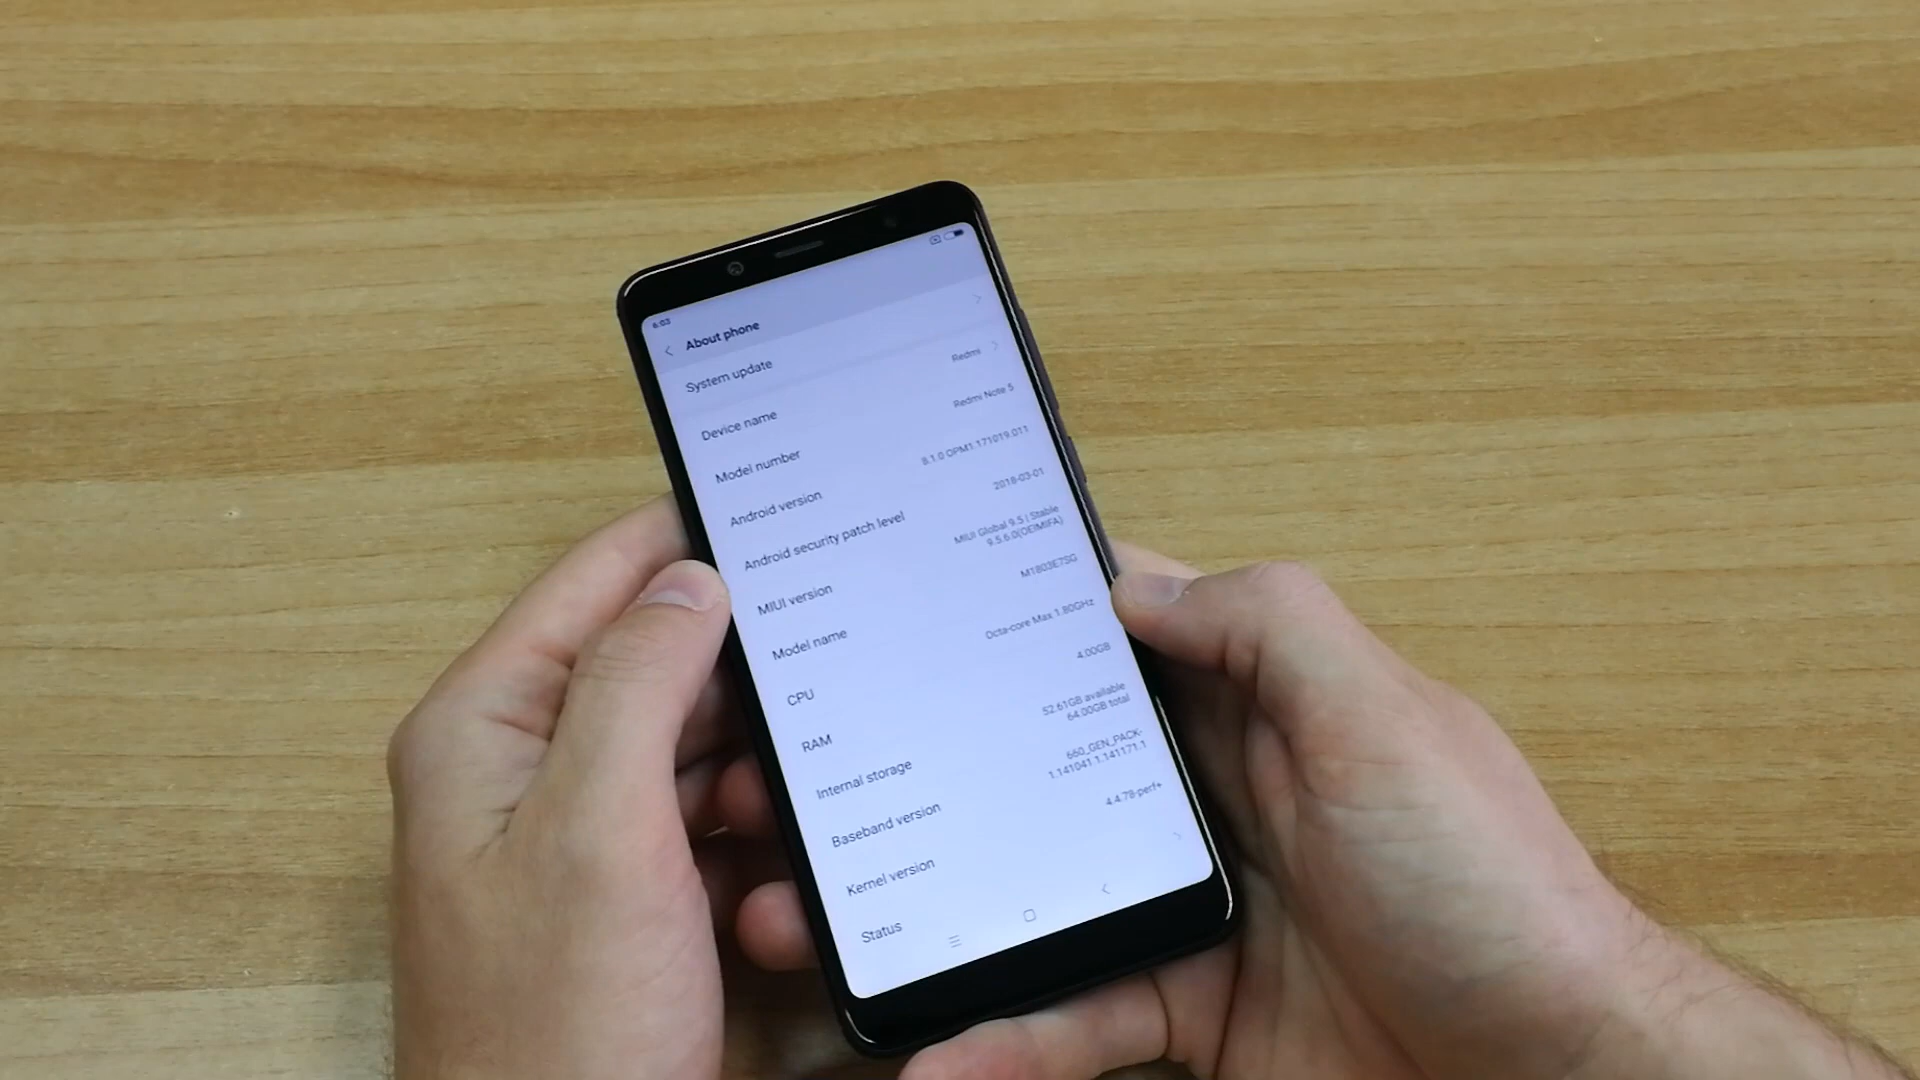 6:03
About phone
System update
Device name Redmi
Model number Redmi Note 5
Android version 8.1.0 OPM1.171019.011
Android security patch level 2018-03-01
MIUI version MIUI Global 9.5 | Stable
9.5.6.0(OEIMIFA)
Model name M1803E7SG
CPU Octa-core Max 1.80GHz
RAM 4.00GB
Internal storage 52.61GB available
64.00GB total
Baseband version 660_GEN_PACK-
1.141041.1.141171.1
Kernel version 4.4.78-perf+
Status